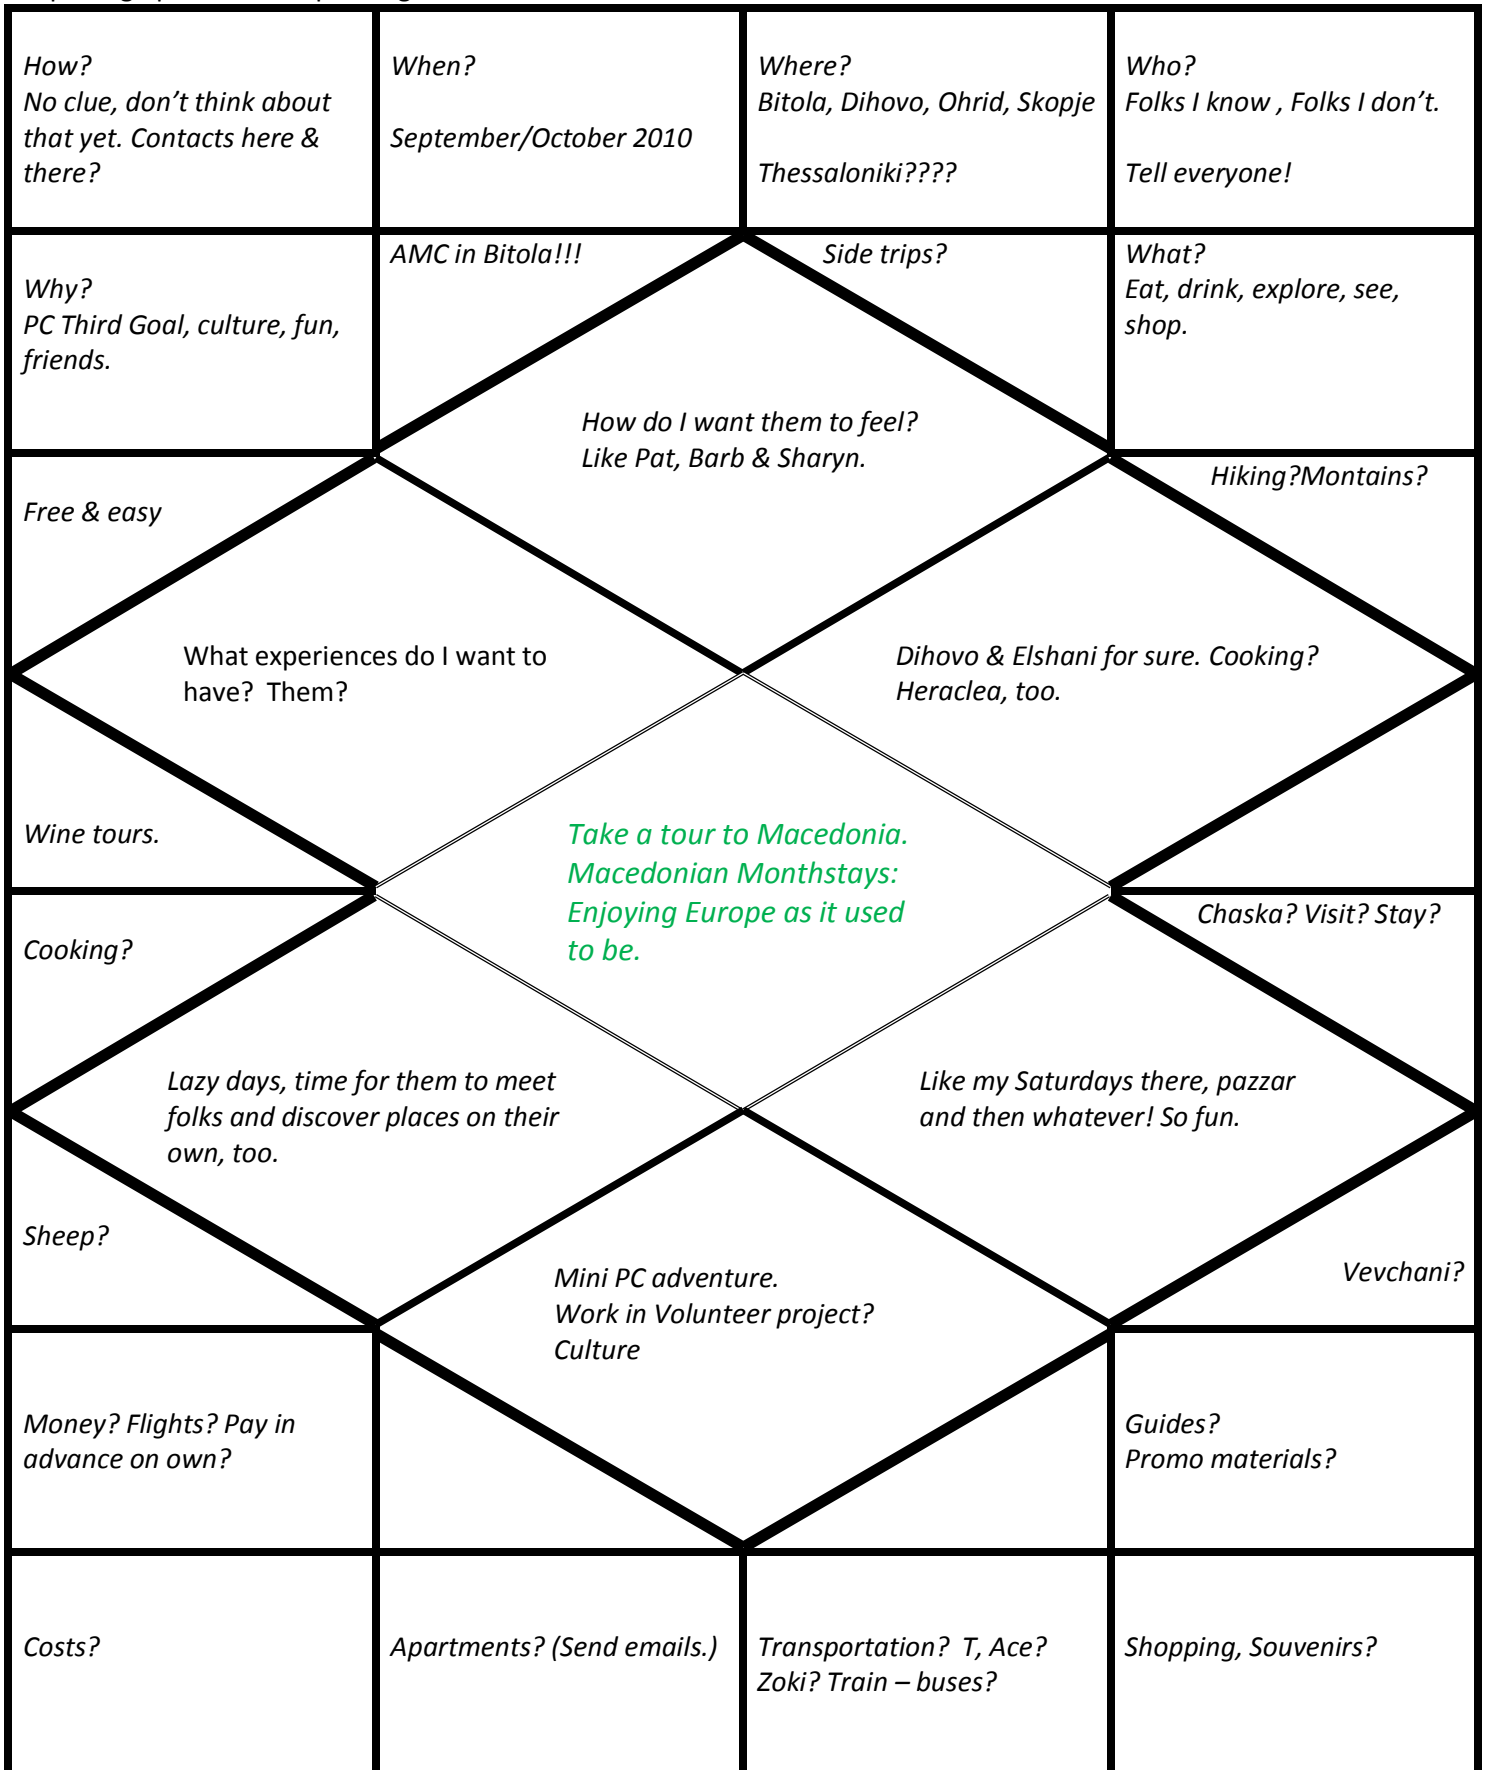 How?
No clue, don't think about
that yet. Contacts here &
there?
When?
September/October 2010
Where?
Bitola, Dihovo, Ohrid, Skopje
Thessaloniki????
Who?
Folks I know , Folks I don't.
Tell everyone!
Why?
PC Third Goal, culture, fun,
friends.
AMC in Bitola!!!
Side trips?
What?
Eat, drink, explore, see,
shop.
How do I want them to feel?
Like Pat, Barb & Sharyn.
Free & easy
Hiking?Montains?
What experiences do I want to
have?  Them?
Dihovo & Elshani for sure. Cooking?
Heraclea, too.
Wine tours.
Take a tour to Macedonia.
Macedonian Monthstays:
Enjoying Europe as it used
to be.
Cooking?
Chaska? Visit? Stay?
Lazy days, time for them to meet
folks and discover places on their
own, too.
Like my Saturdays there, pazzar
and then whatever! So fun.
Sheep?
Vevchani?
Mini PC adventure.
Work in Volunteer project?
Culture
Money? Flights? Pay in
advance on own?
Guides?
Promo materials?
Costs?
Apartments? (Send emails.)
Transportation?  T, Ace?
Zoki? Train – buses?
Shopping, Souvenirs?